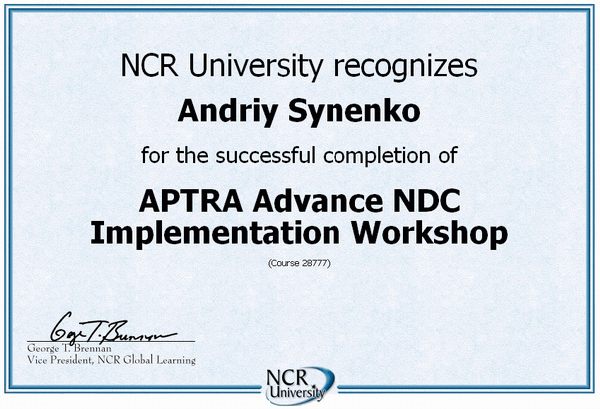 NCR University recognizes
Andriy Synenko
for the successful completion of
APTRA Advance NDC
Implementation Workshop
(Course 28777)
George T. Brennan
George T. Brennan
Vice President, NCR Global Learning
NCR
University